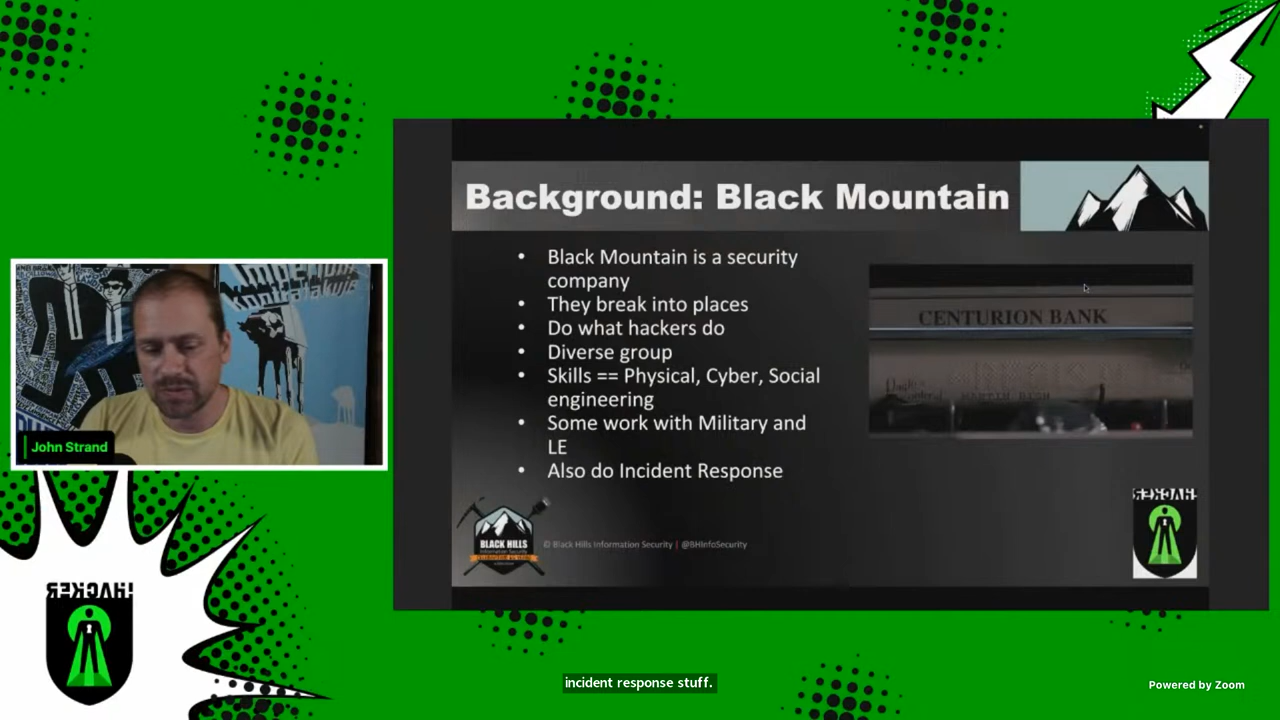 Background: Black Mountain
• Black Mountain is a security
company
• They break into places
• Do what hackers do
• Diverse group
• Skills == Physical, Cyber, Social
engineering
• Some work with Military and
LE
• Also do Incident Response
CENTURION BANK
John Strand
BLACK HILLS
Information Security
© Black Hills Information Security | @BHInfoSecurity
incident response stuff.
Powered by Zoom